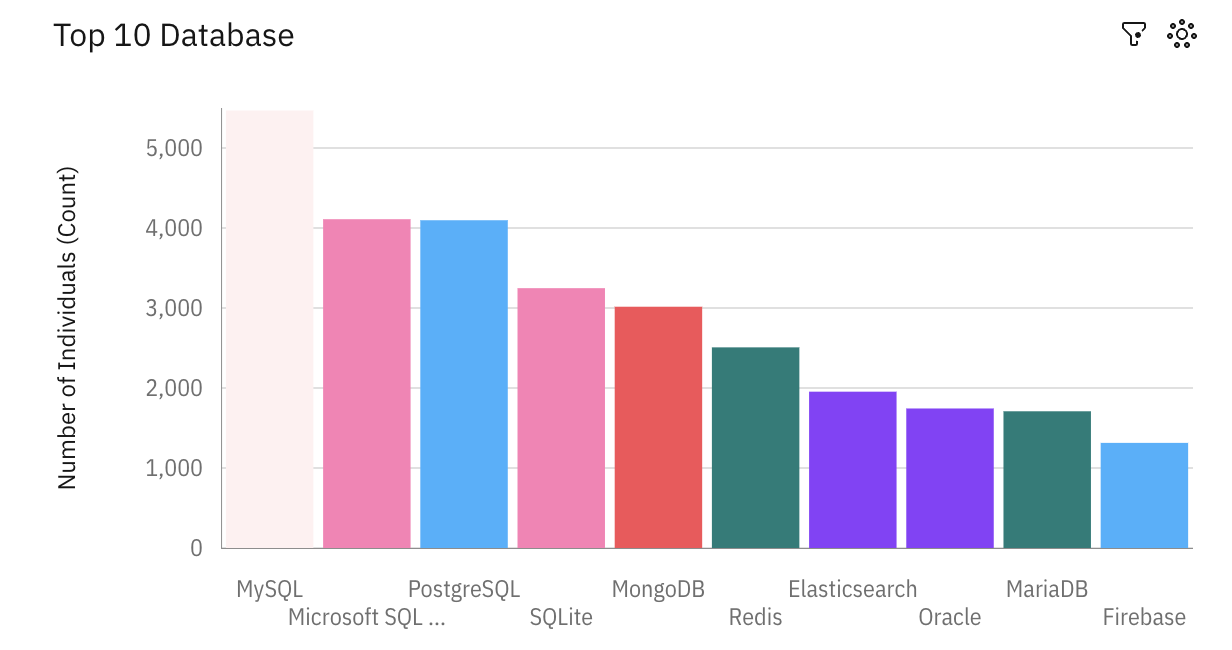 Top 10 Database
Number of Individuals (Count)
5,000
4,000
3,000
2,000
1,000
0
MySQL
Microsoft SQL ...
PostgreSQL
SQLite
MongoDB
Redis
Elasticsearch
Oracle
MariaDB
Firebase